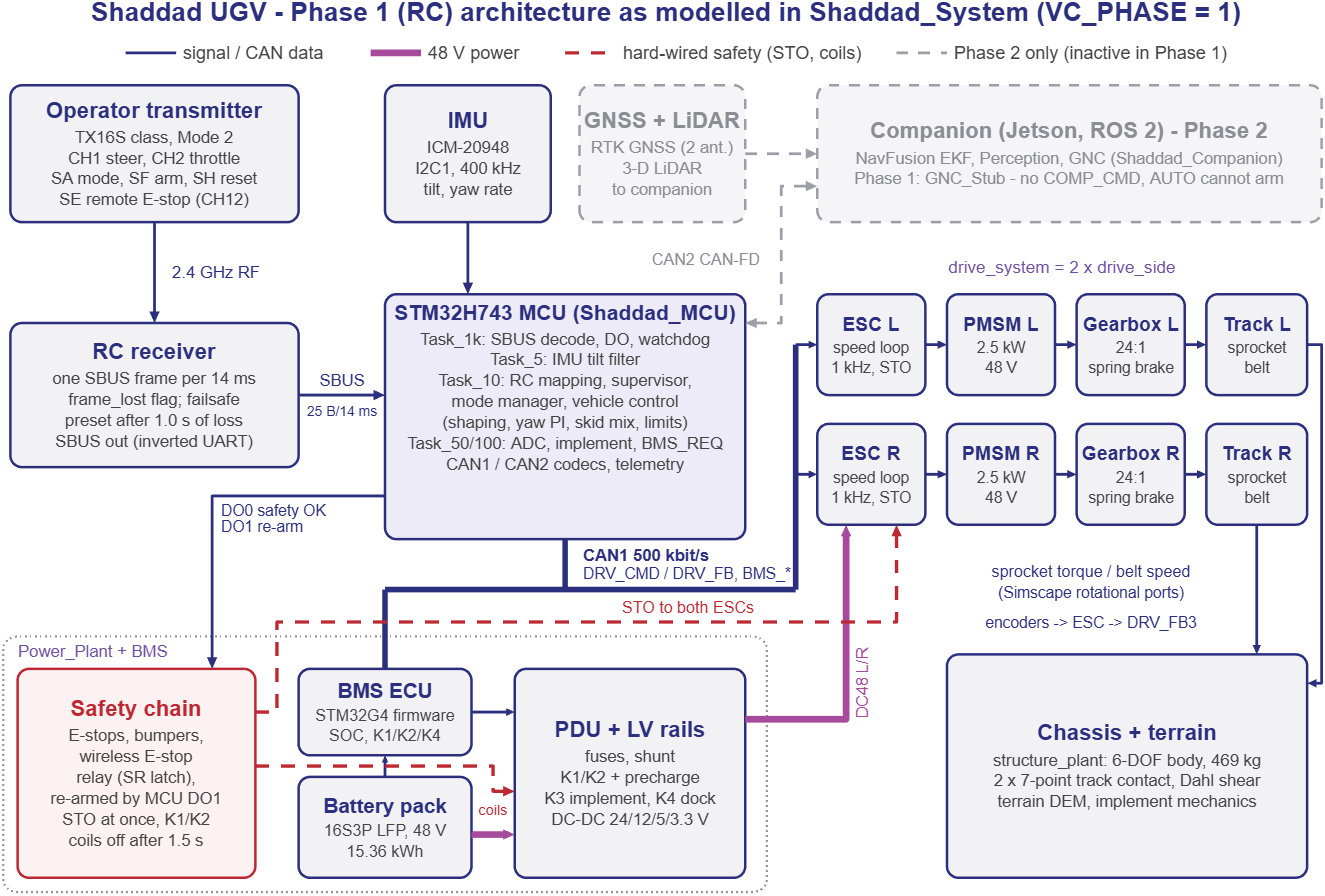 Shaddad UGV - Phase 1 (RC) architecture as modelled in Shaddad_System (VC_PHASE = 1)
signal / CAN data
48 V power
hard-wired safety (STO, coils)
Phase 2 only (inactive in Phase 1)
Operator transmitter
TX16S class, Mode 2
CH1 steer, CH2 throttle
SA mode, SF arm, SH reset
SE remote E-stop (CH12)
IMU
ICM-20948
I2C1, 400 kHz
tilt, yaw rate
GNSS + LiDAR
RTK GNSS (2 ant.)
3-D LiDAR
to companion
Companion (Jetson, ROS 2) - Phase 2
NavFusion EKF, Perception, GNC (Shaddad_Companion)
Phase 1: GNC_Stub - no COMP_CMD, AUTO cannot arm
2.4 GHz RF
CAN2 CAN-FD
drive_system = 2 x drive_side
RC receiver
one SBUS frame per 14 ms
frame_lost flag; failsafe
preset after 1.0 s of loss
SBUS out (inverted UART)
SBUS
25 B/14 ms
STM32H743 MCU (Shaddad_MCU)
Task_1k: SBUS decode, DO, watchdog
Task_5: IMU tilt filter
Task_10: RC mapping, supervisor,
mode manager, vehicle control
(shaping, yaw PI, skid mix, limits)
Task_50/100: ADC, implement, BMS_REQ
CAN1 / CAN2 codecs, telemetry
ESC L
speed loop
1 kHz, STO
PMSM L
2.5 kW
48 V
Gearbox L
24:1
spring brake
Track L
sprocket
belt
ESC R
speed loop
1 kHz, STO
PMSM R
2.5 kW
48 V
Gearbox R
24:1
spring brake
Track R
sprocket
belt
DO0 safety OK
DO1 re-arm
CAN1 500 kbit/s
DRV_CMD / DRV_FB, BMS_*
STO to both ESCs
sprocket torque / belt speed
(Simscape rotational ports)
encoders -> ESC -> DRV_FB3
Power_Plant + BMS
Safety chain
E-stops, bumpers,
wireless E-stop
relay (SR latch),
re-armed by MCU DO1
STO at once, K1/K2
coils off after 1.5 s
BMS ECU
STM32G4 firmware
SOC, K1/K2/K4
Battery pack
16S3P LFP, 48 V
15.36 kWh
coils
PDU + LV rails
fuses, shunt
K1/K2 + precharge
K3 implement, K4 dock
DC-DC 24/12/5/3.3 V
DC48 L/R
Chassis + terrain
structure_plant: 6-DOF body, 469 kg
2 x 7-point track contact, Dahl shear
terrain DEM, implement mechanics